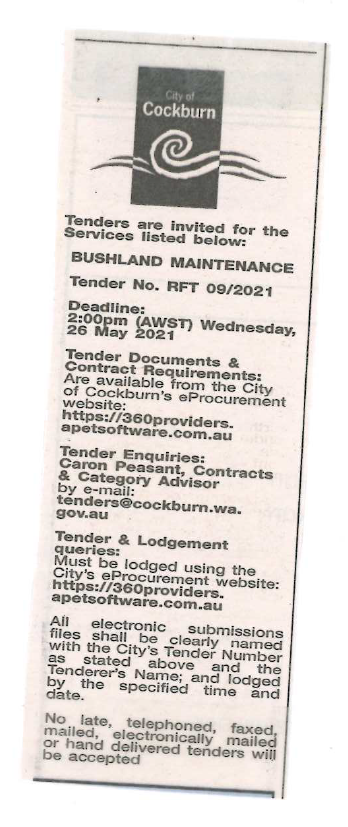 City of
Cockburn
Tenders are invited for the
Services listed below:
BUSHLAND MAINTENANCE
Tender No. RFT 09/2021
Deadline:
2:00pm (AWST) Wednesday,
26 May 2021
Tender Documents &
Contract Requirements:
Are available from the City
of Cockburn's eProcurement
website:
https://360providers.
apetsoftware.com.au
Tender Enquiries:
Caron Peasant, Contracts
& Category Advisor
by e-mail:
tenders@cockburn.wa.
gov.au
Tender & Lodgement
queries:
Must be lodged using the
City's eProcurement website:
https://360providers.
apetsoftware.com.au
All electronic submissions
files shall be clearly named
with the City's Tender Number
as stated above and the
Tenderer's Name; and lodged
by the specified time and
date.
No late, telephoned, faxed,
mailed, electronically mailed
or hand delivered tenders will
be accepted